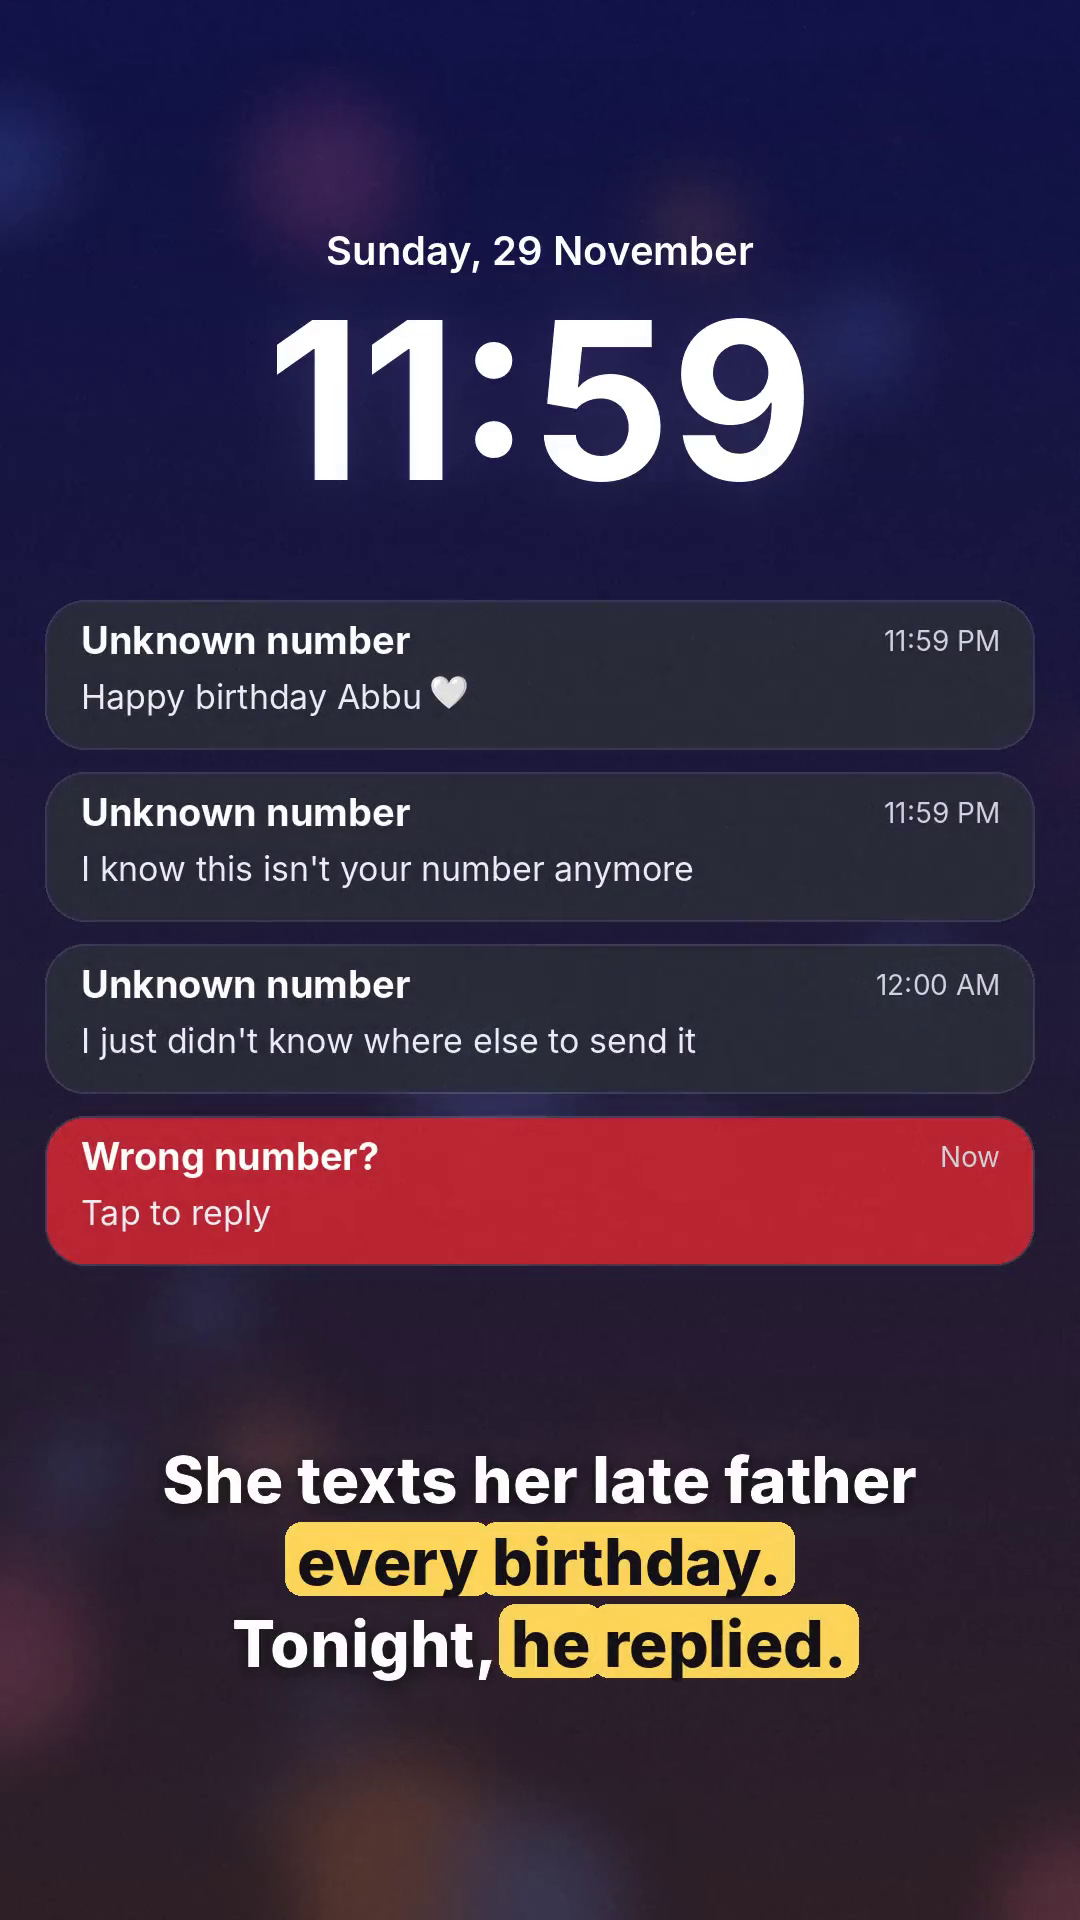 Sunday, 29 November
11:59
Unknown number 11:59 PM
Happy birthday Abbu 🤍
Unknown number 11:59 PM
I know this isn't your number anymore
Unknown number 12:00 AM
I just didn't know where else to send it
Wrong number? Now
Tap to reply
She texts her late father
every birthday.
Tonight, he replied.